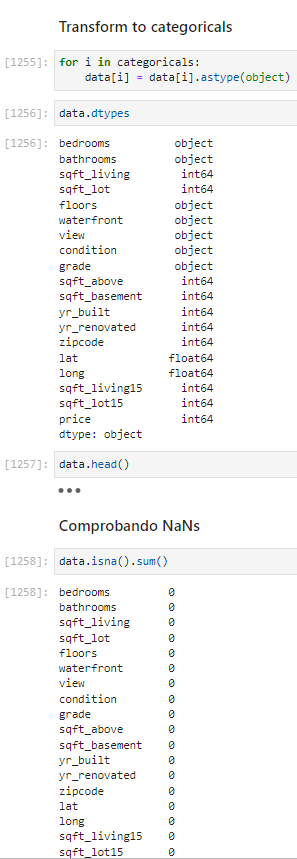 Transform to categoricals
[1255]: for i in categoricals:
data[i] = data[i].astype(object)
[1256]: data.dtypes
[1256]: bedrooms object
bathrooms object
sqft_living int64
sqft_lot int64
floors object
waterfront object
view object
condition object
grade object
sqft_above int64
sqft_basement int64
yr_built int64
yr_renovated int64
zipcode int64
lat float64
long float64
sqft_living15 int64
sqft_lot15 int64
price int64
dtype: object
[1257]: data.head()
•••
Comprobando NaNs
[1258]: data.isna().sum()
[1258]: bedrooms 0
bathrooms 0
sqft_living 0
sqft_lot 0
floors 0
waterfront 0
view 0
condition 0
grade 0
sqft_above 0
sqft_basement 0
yr_built 0
yr_renovated 0
zipcode 0
lat 0
long 0
sqft_living15 0
sqft_lot15 0